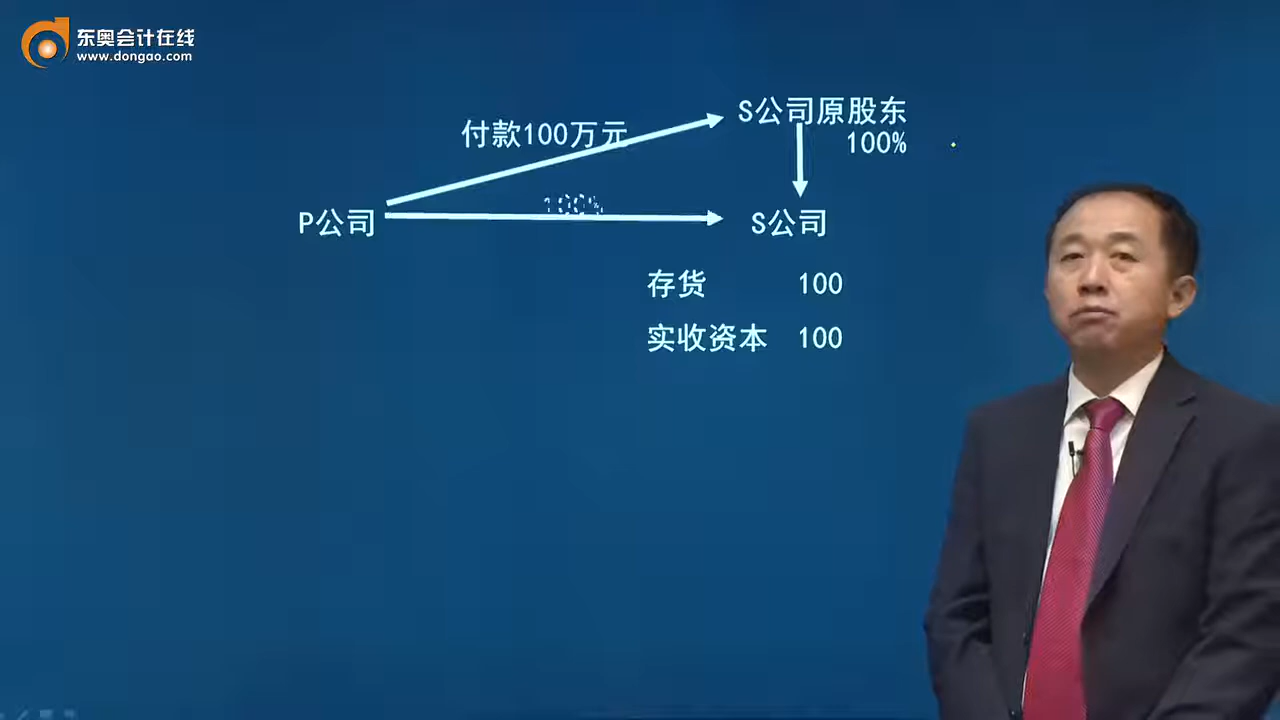 东奥会计在线
www.dongao.com
S公司原股东
付款100万元
100%
100%
P公司
S公司
存货 100
实收资本 100